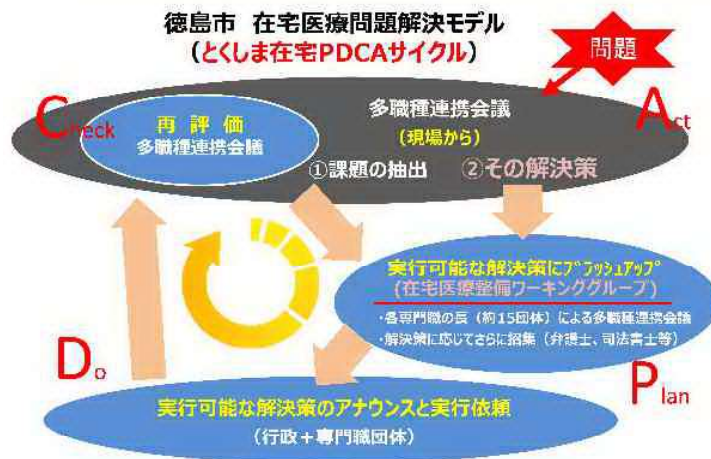 徳島市 在宅医療問題解決モデル
（とくしま在宅PDCAサイクル）
問題
Check
Act
再評価
多職種連携会議
多職種連携会議
（現場から）
①課題の抽出 ②その解決策
実行可能な解決策にﾌﾞﾗｯｼｭｱｯﾌﾟ
(在宅医療整備ワーキンググループ)
・各専門職の長（約15団体）による多職種連携会議
・解決策に応じてさらに招集（弁護士、司法書士等）
Do
Plan
実行可能な解決策のアナウンスと実行依頼
（行政＋専門職団体）